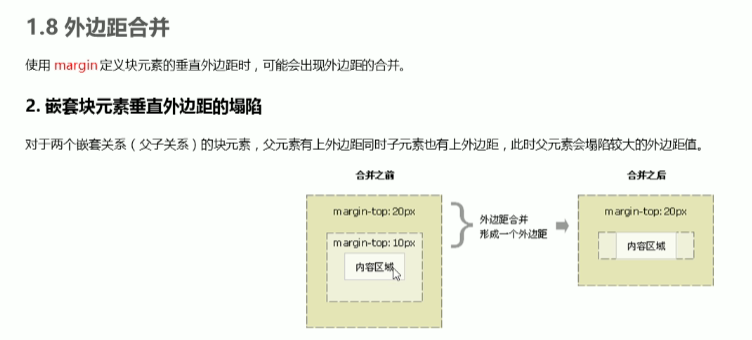 1.8 外边距合并
使用 margin 定义块元素的垂直外边距时，可能会出现外边距的合并。
2. 嵌套块元素垂直外边距的塌陷
对于两个嵌套关系（父子关系）的块元素，父元素有上外边距同时子元素也有上外边距，此时父元素会塌陷较大的外边距值。
合并之前
margin-top: 20px
margin-top: 10px
内容区域
外边距合并
形成一个外边距
合并之后
margin-top: 20px
内容区域